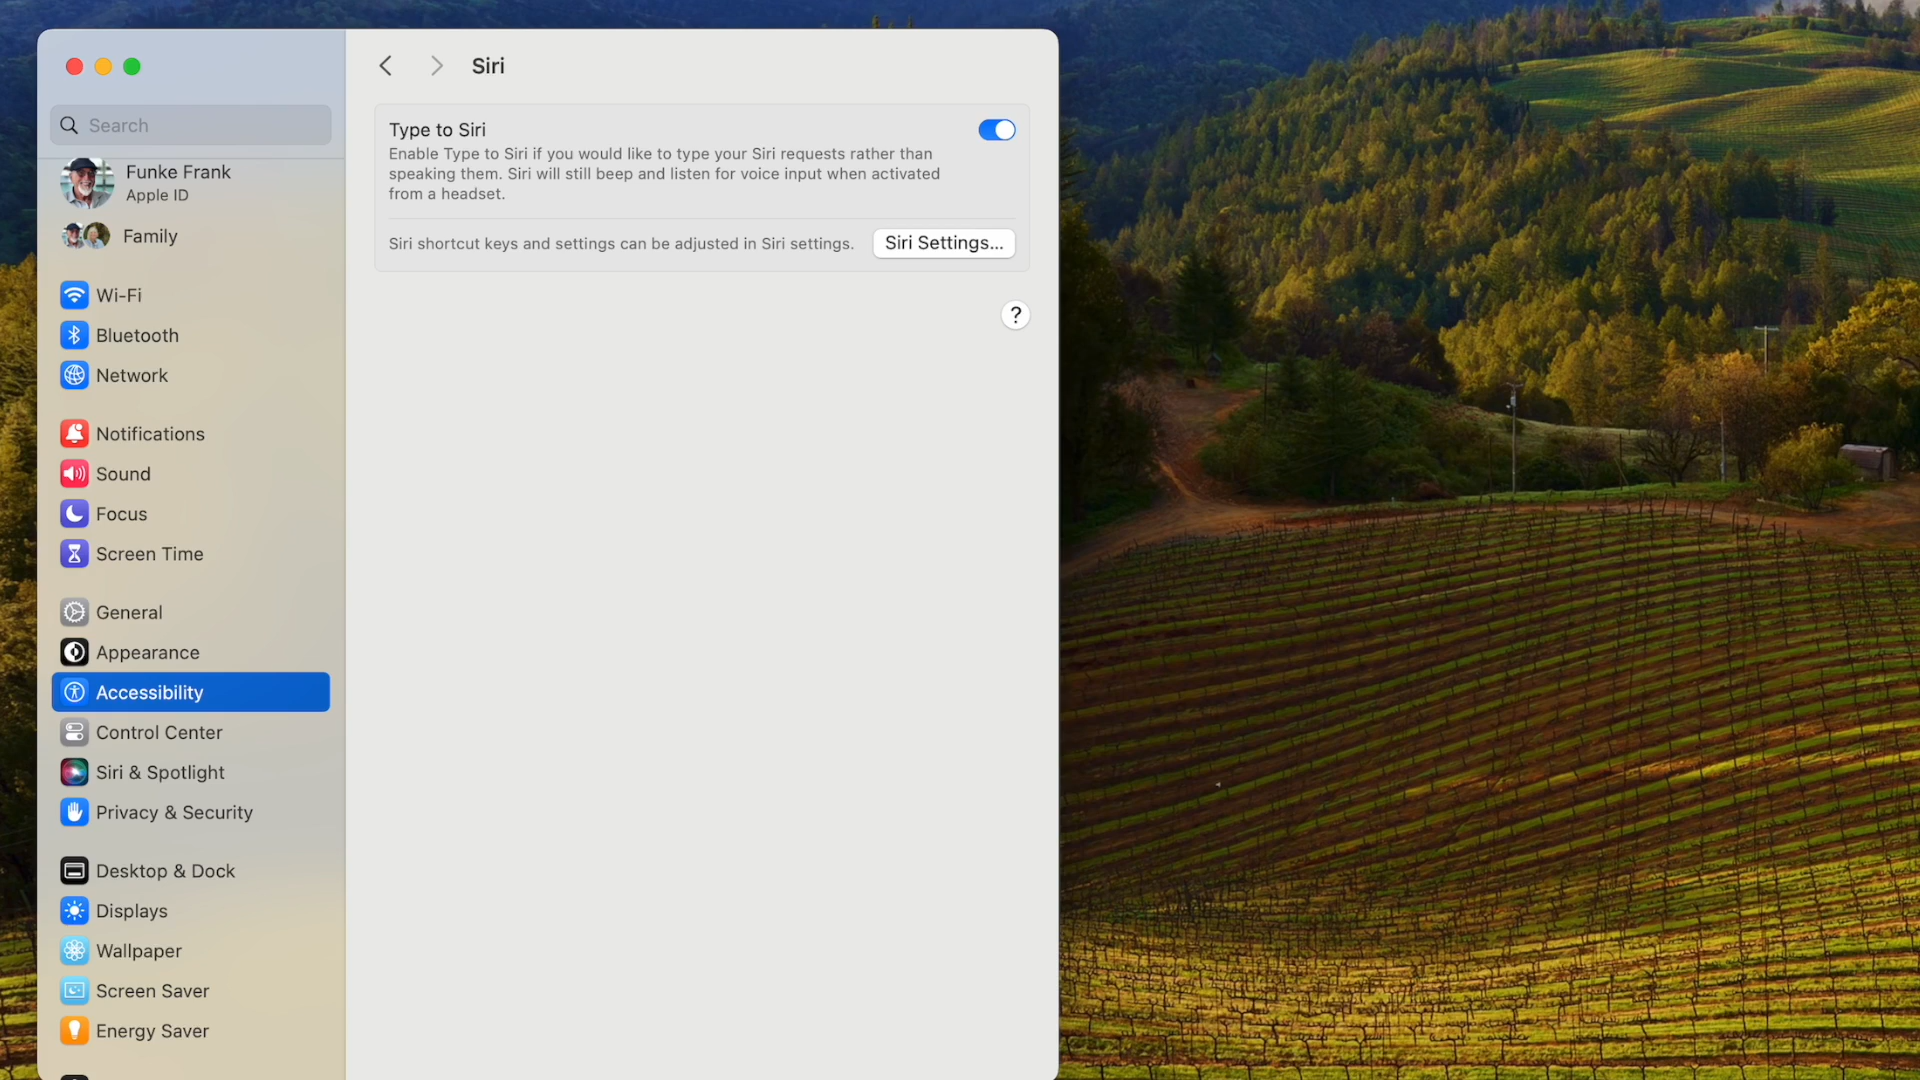 Siri
Search
Funke Frank
Apple ID
Family
Wi-Fi
Bluetooth
Network
Notifications
Sound
Focus
Screen Time
General
Appearance
Accessibility
Control Center
Siri & Spotlight
Privacy & Security
Desktop & Dock
Displays
Wallpaper
Screen Saver
Energy Saver
Type to Siri
Enable Type to Siri if you would like to type your Siri requests rather than
speaking them. Siri will still beep and listen for voice input when activated
from a headset.
Siri shortcut keys and settings can be adjusted in Siri settings.
Siri Settings...
?